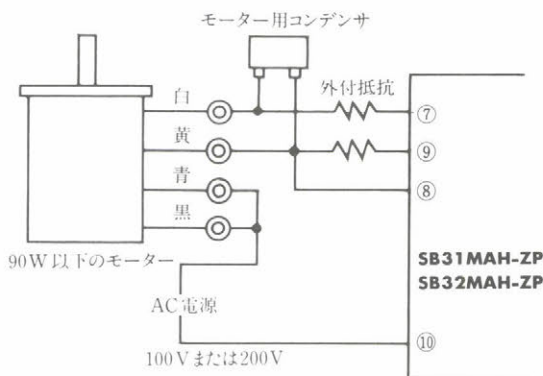 モーター用コンデンサ
外付抵抗
白
⑦
黄
⑨
青
⑧
黒
90W以下のモーター
SB31MAH-ZP
SB32MAH-ZP
AC電源
⑩
100Vまたは200V